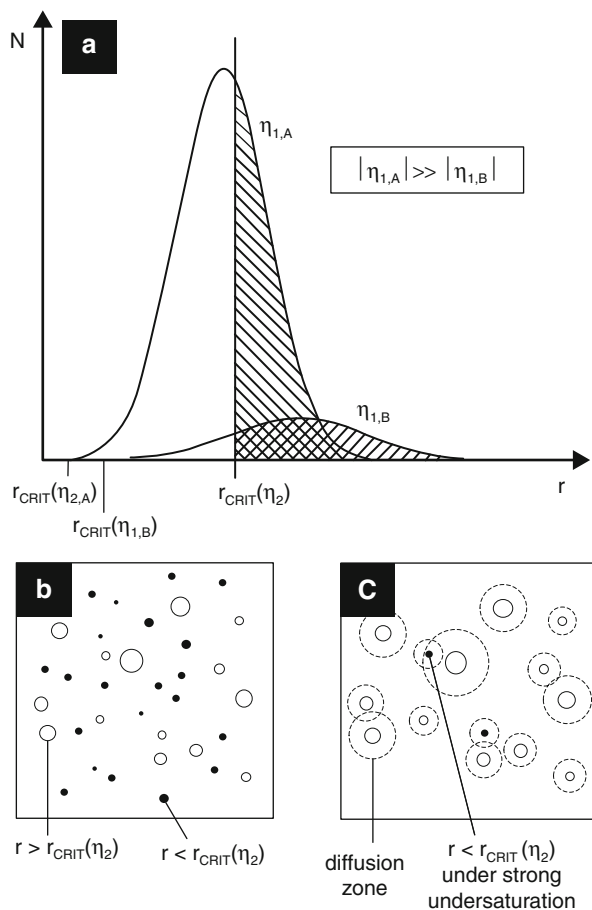 N
a
η1,A
|η1,A| >> |η1,B|
η1,B
rCRIT(η2,A)
rCRIT(η1,B)
rCRIT(η2)
r
b
C
r > rCRIT(η2)
r < rCRIT(η2)
diffusion
zone
r < rCRIT (η2)
under strong
undersaturation